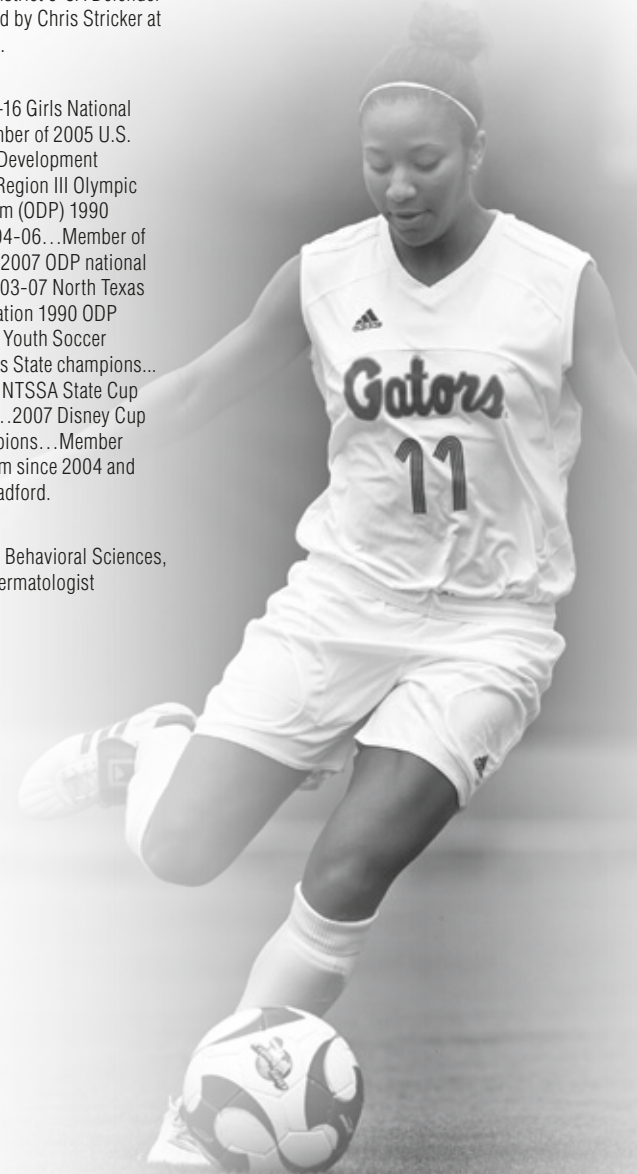 d by Chris Stricker at
.
-16 Girls National
ber of 2005 U.S.
Development
Region III Olympic
m (ODP) 1990
04-06…Member of
2007 ODP national
03-07 North Texas
ation 1990 ODP
Youth Soccer
s State champions...
NTSSA State Cup
…2007 Disney Cup
pions…Member
m since 2004 and
adford.
Behavioral Sciences,
ermatologist
adidas
Gators
11